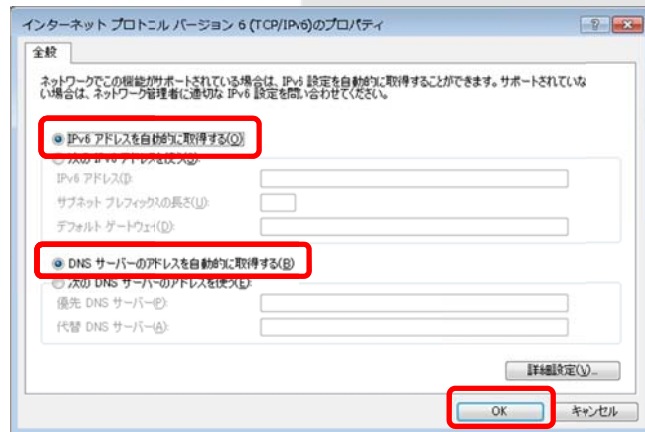 インターネット プロトコル バージョン 6 (TCP/IPv6)のプロパティ
全般
ネットワークでこの機能がサポートされている場合は、IPv6 設定を自動的に取得することができます。サポートされていな
い場合は、ネットワーク管理者に適切な IPv6 設定を問い合わせてください。
IPv6 アドレスを自動的に取得する(O)
次の IPv6 アドレスを使う(S):
IPv6 アドレス(I):
サブネット プレフィックスの長さ(U):
デフォルト ゲートウェイ(D):
DNS サーバーのアドレスを自動的に取得する(B)
次の DNS サーバーのアドレスを使う(E):
優先 DNS サーバー(P):
代替 DNS サーバー(A):
詳細設定(V)...
OK
キャンセル